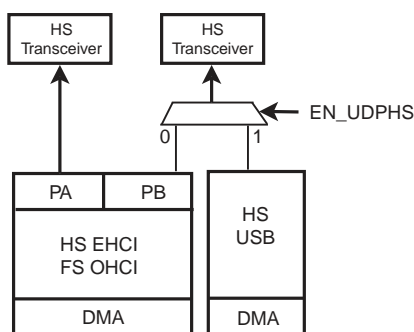 HS
Transceiver
HS
Transceiver
EN_UDPHS
0
1
PA
PB
HS EHCI
FS OHCI
HS
USB
DMA
DMA